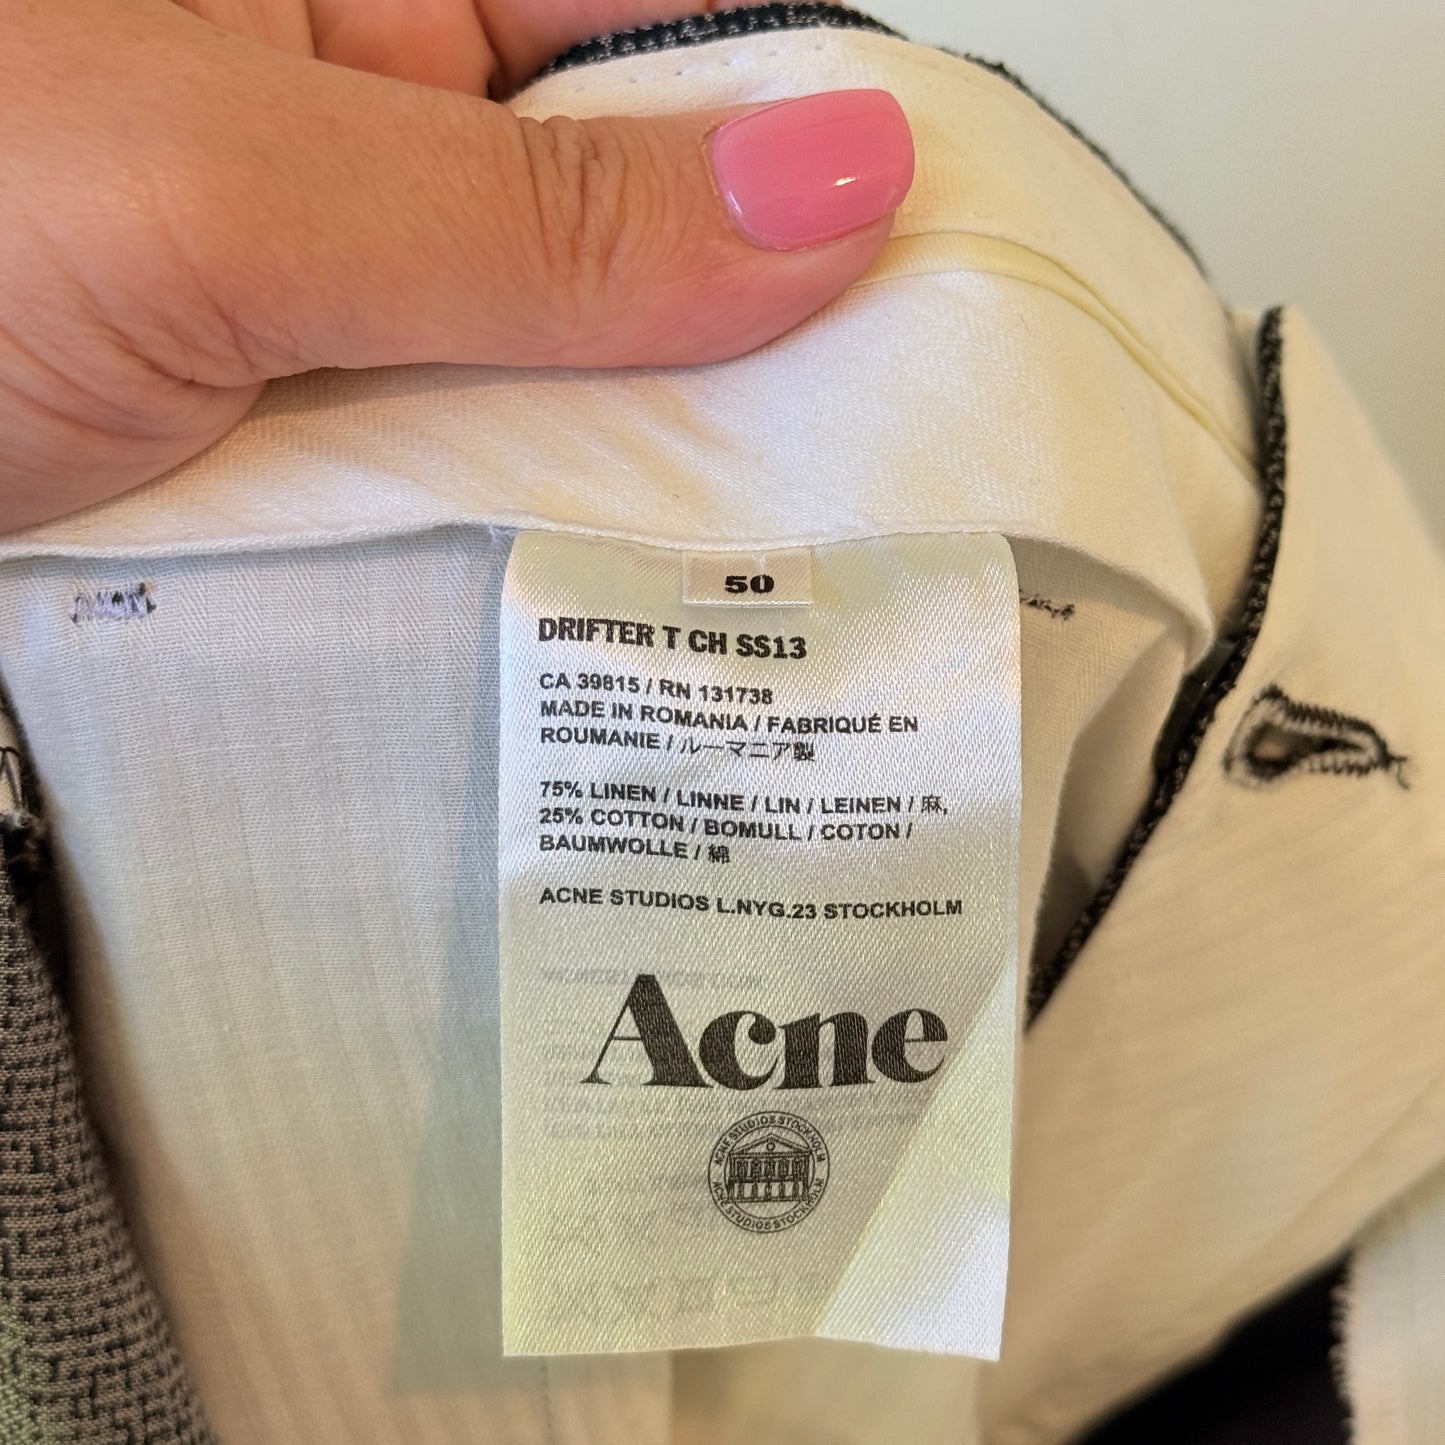 50
DRIFTER T CH SS13
CA 39815 / RN 131738
MADE IN ROMANIA / FABRIQUÉ EN
ROUMANIE / ルーマニア製
75% LINEN / LINNE / LIN / LEINEN / 麻,
25% COTTON / BOMULL / COTON /
BAUMWOLLE / 綿
ACNE STUDIOS L.NYG.23 STOCKHOLM
Acne
ACNE STUDIOS STOCKHOLM
ACNE STUDIOS STOCKHOLM